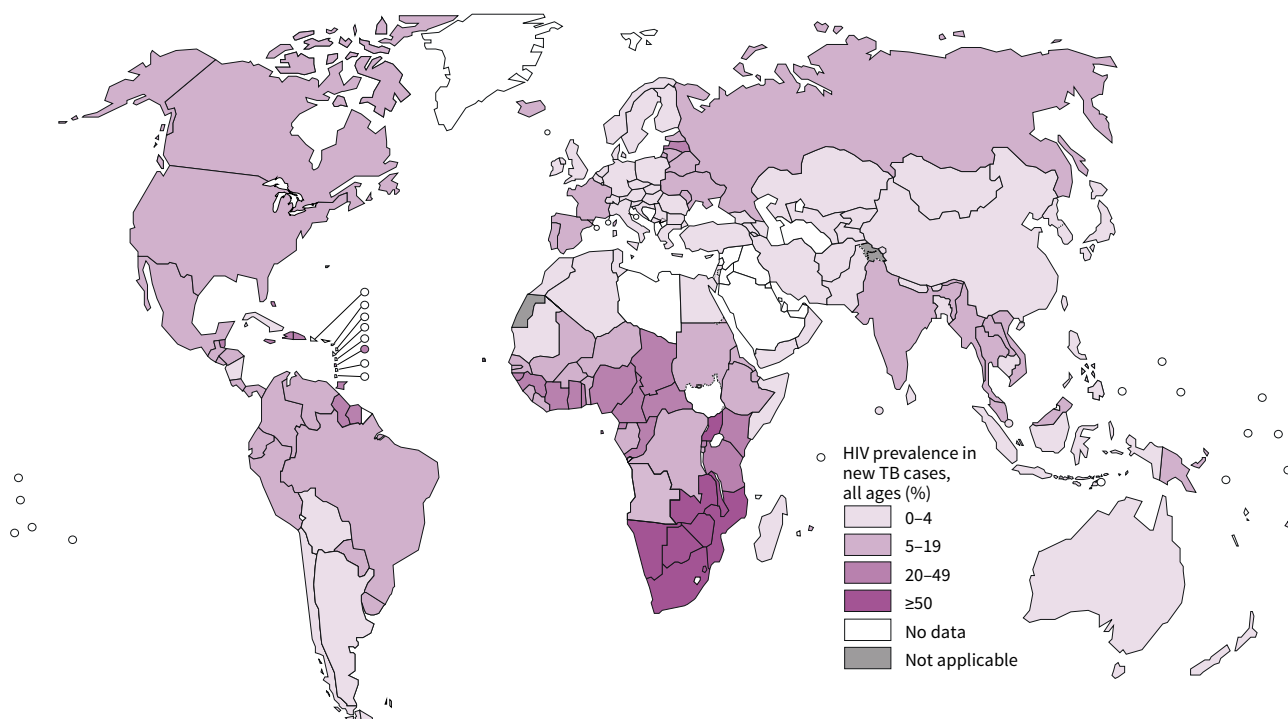 HIV prevalence in
new TB cases,
all ages (%)
0–4
5–19
20–49
≥50
No data
Not applicable